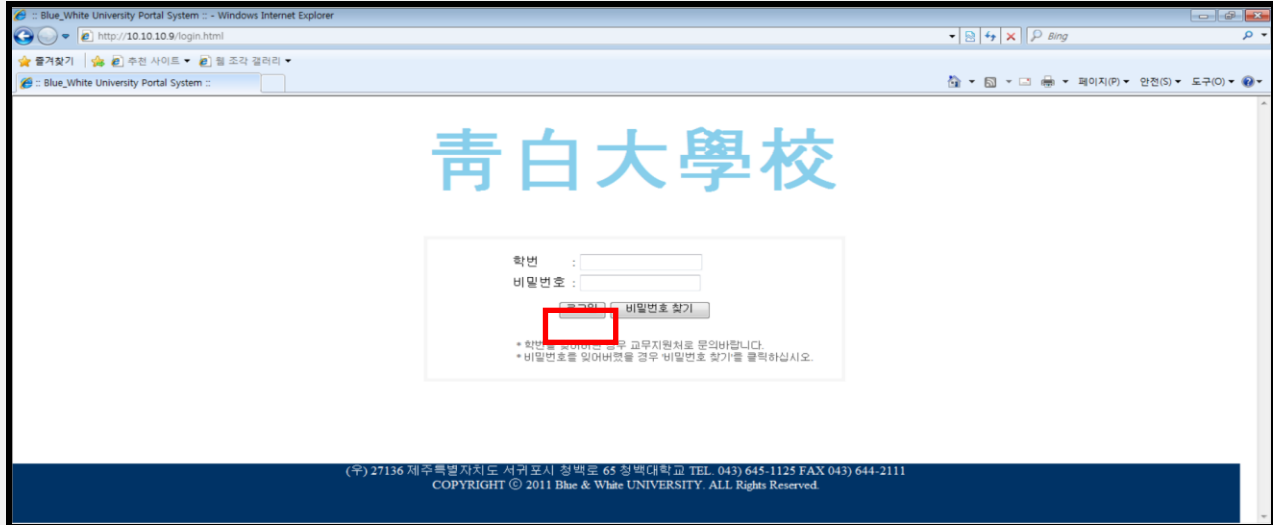 :: Blue_White University Portal System :: - Windows Internet Explorer
http://10.10.10.9/login.html
Bing
즐겨찾기 추천 사이트 ▼ 웹 조각 갤러리 ▼
:: Blue_White University Portal System ::
페이지(P) ▼ 안전(S) ▼ 도구(O) ▼
靑白大學校
학번 :
비밀번호 :
비밀번호 찾기
* 학번을 경우 교무지원처로 문의바랍니다.
* 비밀번호를 잊어버렸을 경우 '비밀번호 찾기'를 클릭하십시오.
(우) 27136 제주특별자치도 서귀포시 청백로 65 청백대학교 TEL. 043) 645-1125 FAX 043) 644-2111
COPYRIGHT ⓒ 2011 Blue & White UNIVERSITY. ALL Rights Reserved.